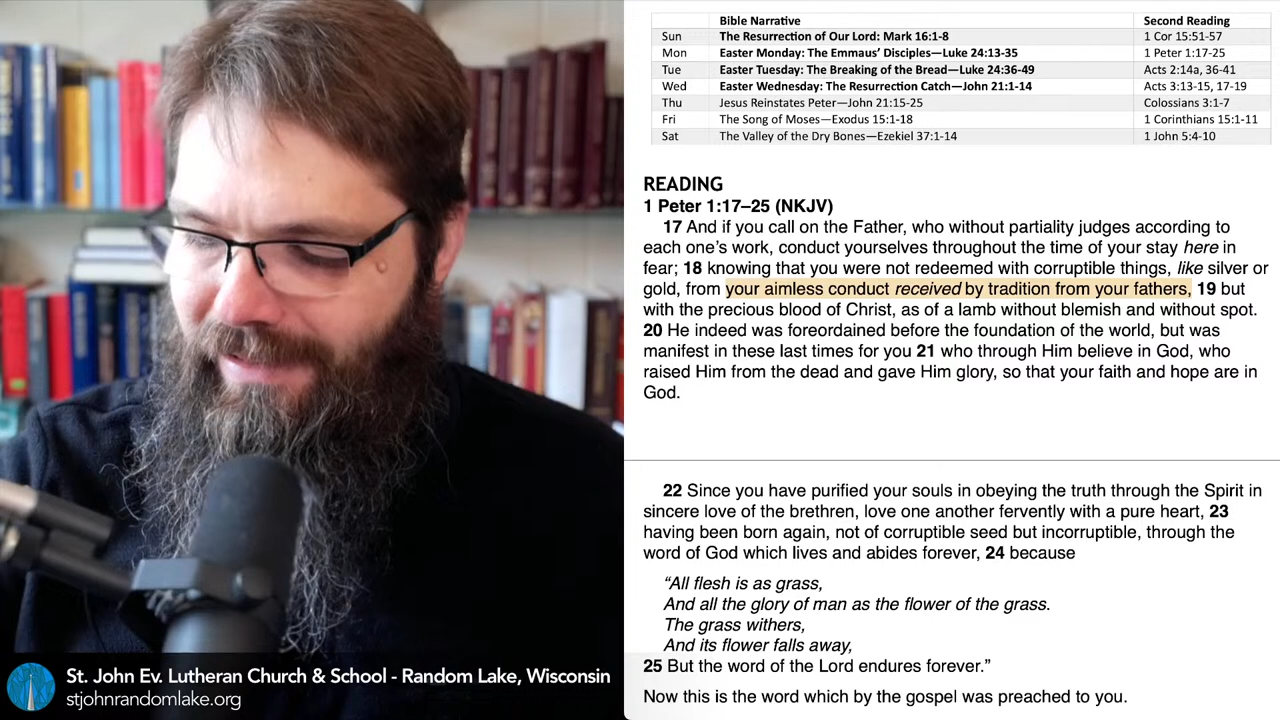 Bible Narrative Second Reading
Sun The Resurrection of Our Lord: Mark 16:1-8 1 Cor 15:51-57
Mon Easter Monday: The Emmaus' Disciples—Luke 24:13-35 1 Peter 1:17-25
Tue Easter Tuesday: The Breaking of the Bread—Luke 24:36-49 Acts 2:14a, 36-41
Wed Easter Wednesday: The Resurrection Catch—John 21:1-14 Acts 3:13-15, 17-19
Thu Jesus Reinstates Peter—John 21:15-25 Colossians 3:1-7
Fri The Song of Moses—Exodus 15:1-18 1 Corinthians 15:1-11
Sat The Valley of the Dry Bones—Ezekiel 37:1-14 1 John 5:4-10
READING
1 Peter 1:17–25 (NKJV)
17 And if you call on the Father, who without partiality judges according to
each one's work, conduct yourselves throughout the time of your stay here in
fear; 18 knowing that you were not redeemed with corruptible things, like silver or
gold, from your aimless conduct received by tradition from your fathers, 19 but
with the precious blood of Christ, as of a lamb without blemish and without spot.
20 He indeed was foreordained before the foundation of the world, but was
manifest in these last times for you 21 who through Him believe in God, who
raised Him from the dead and gave Him glory, so that your faith and hope are in
God.
22 Since you have purified your souls in obeying the truth through the Spirit in
sincere love of the brethren, love one another fervently with a pure heart, 23
having been born again, not of corruptible seed but incorruptible, through the
word of God which lives and abides forever, 24 because
“All flesh is as grass,
And all the glory of man as the flower of the grass.
The grass withers,
And its flower falls away,
25 But the word of the Lord endures forever.”
Now this is the word which by the gospel was preached to you.
St. John Ev. Lutheran Church & School - Random Lake, Wisconsin
stjohnrandomlake.org